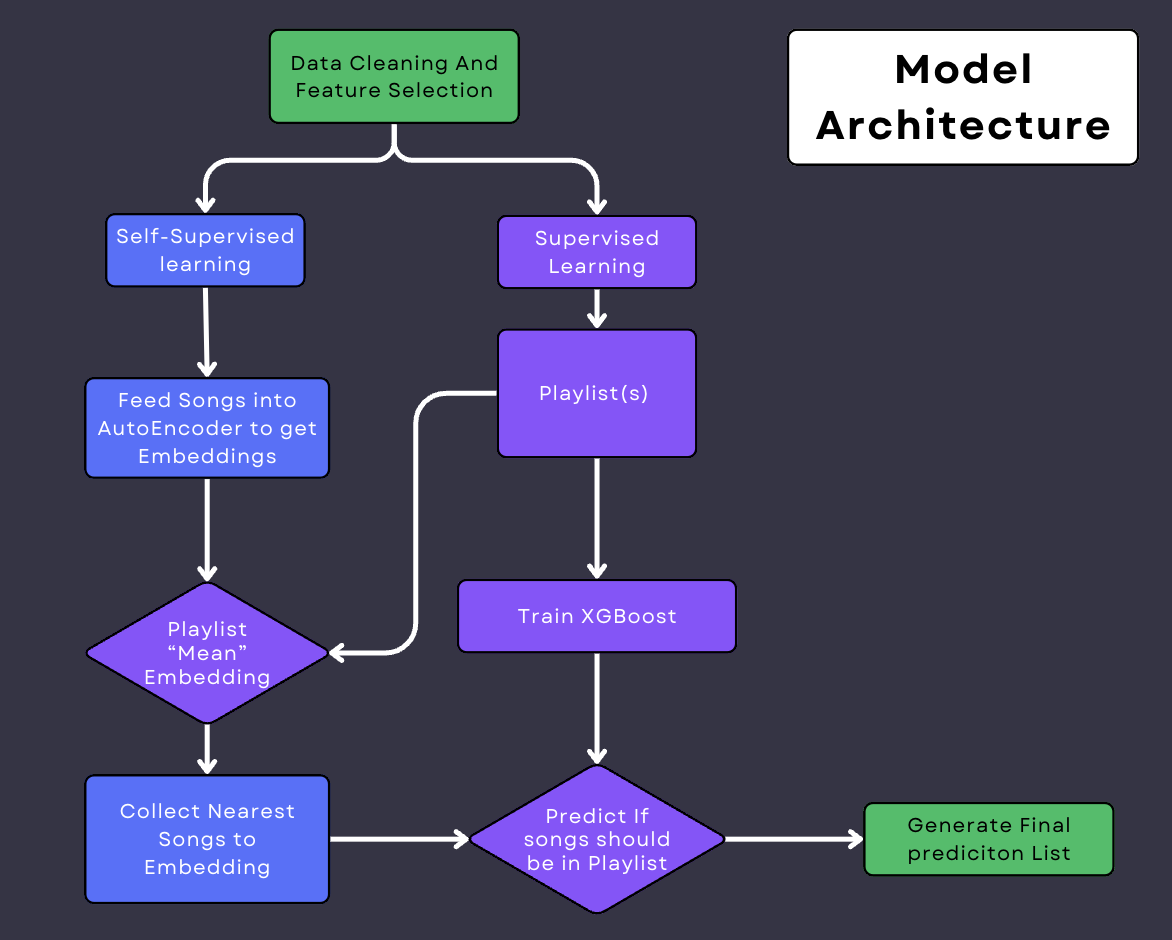 Data Cleaning And
Feature Selection
Model
Architecture
Self-Supervised
learning
Supervised
Learning
Feed Songs into
AutoEncoder to get
Embeddings
Playlist(s)
Playlist
“Mean”
Embedding
Train XGBoost
Collect Nearest
Songs to
Embedding
Predict If
songs should
be in Playlist
Generate Final
prediciton List